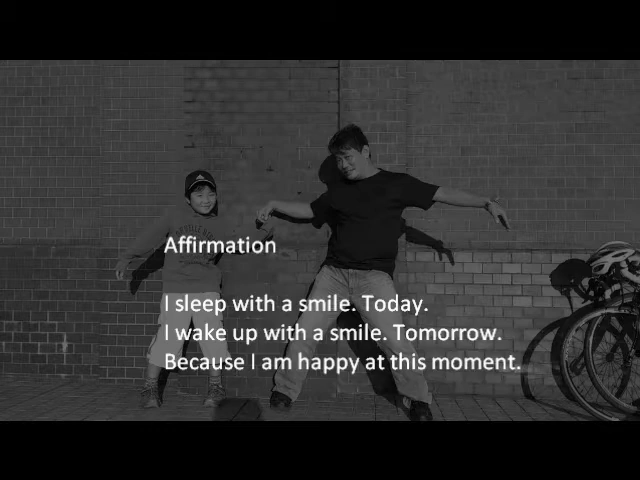 Affirmation
I sleep with a smile. Today.
I wake up with a smile. Tomorrow.
Because I am happy at this moment.